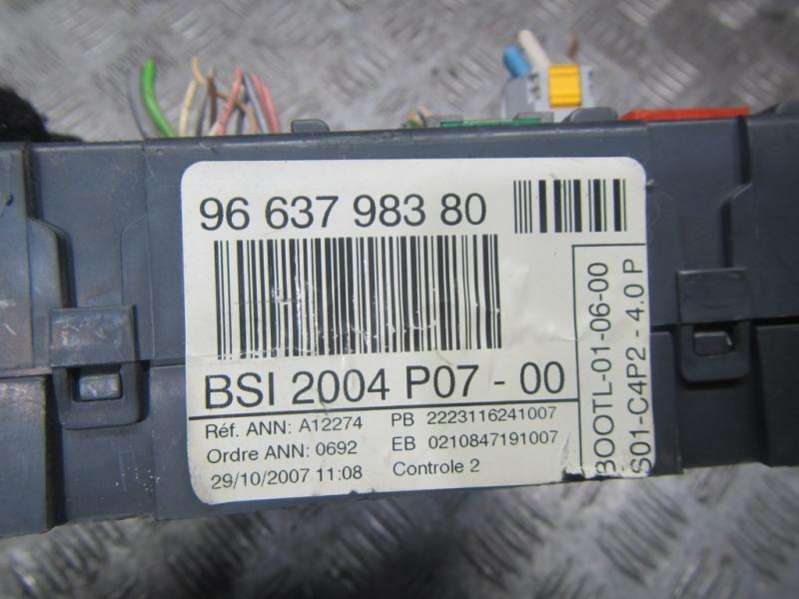 96 637 983 80
BSI 2004 P07 - 00
Réf. ANN: A12274 PB 2223116241007
Ordre ANN: 0692 EB 0210847191007
29/10/2007 11:08 Controle 2
BOOTL-01-06-00
S01-C4P2 - 4.0 P